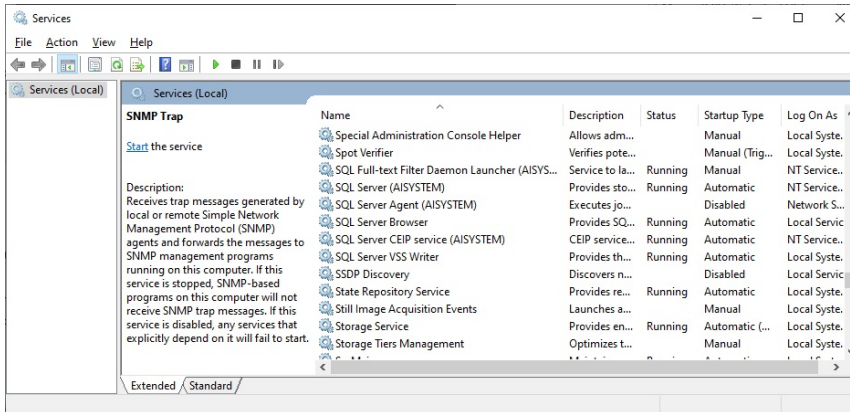 Services
File Action View Help
Services (Local)
Services (Local)
SNMP Trap
Start the service
Description:
Receives trap messages generated by
local or remote Simple Network
Management Protocol (SNMP)
agents and forwards the messages to
SNMP management programs
running on this computer. If this
service is stopped, SNMP-based
programs on this computer will not
receive SNMP trap messages. If this
service is disabled, any services that
explicitly depend on it will fail to start.
Name Description Status Startup Type Log On As
Special Administration Console Helper Allows adm... Manual Local Syste.
Spot Verifier Verifies pote... Manual (Trig... Local Syste.
SQL Full-text Filter Daemon Launcher (AISYS... Service to la... Running Manual NT Service..
SQL Server (AISYSTEM) Provides sto... Running Automatic NT Service..
SQL Server Agent (AISYSTEM) Executes jo... Disabled Network S...
SQL Server Browser Provides SQ... Running Automatic Local Servic
SQL Server CEIP service (AISYSTEM) CEIP service... Running Automatic NT Service..
SQL Server VSS Writer Provides th... Running Automatic Local Syste.
SSDP Discovery Discovers n... Disabled Local Servic
State Repository Service Provides re... Running Automatic Local Syste.
Still Image Acquisition Events Launches a... Manual Local Syste.
Storage Service Provides en... Running Automatic (... Local Syste.
Storage Tiers Management Optimizes t... Manual Local Syste.
Extended Standard